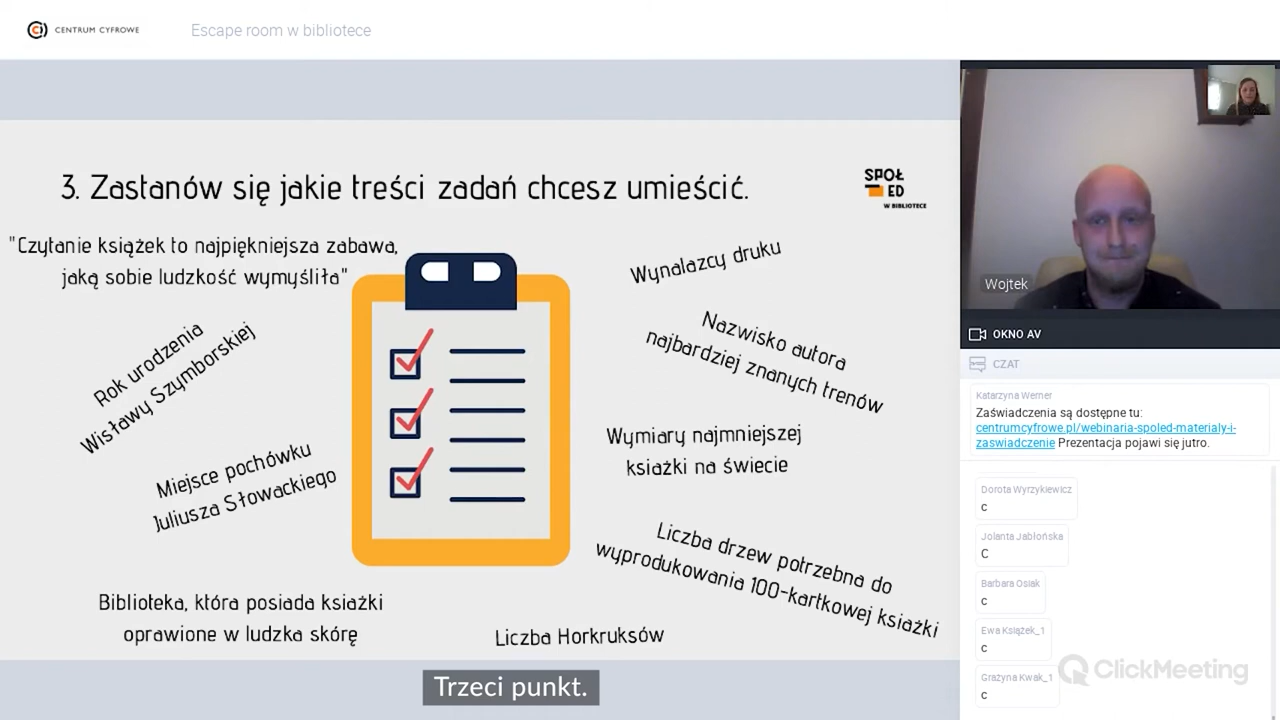 CENTRUM CYFROWE
Escape room w bibliotece
3. Zastanów się jakie treści zadań chcesz umieścić.
SPOŁ
ED
W BIBLIOTECE
"Czytanie książek to najpiękniejsza zabawa,
jaką sobie ludzkość wymyśliła"
Rok urodzenia
Wisławy Szymborskiej
Miejsce pochówku
Juliusza Słowackiego
Biblioteka, która posiada książki
oprawione w ludzka skórę
Wynalazcy druku
Nazwisko autora
najbardziej znanych trenów
Wymiary najmniejszej
książki na świecie
Liczba drzew potrzebna do
wyprodukowania 100-kartkowej książki
Liczba Horkruksów
Trzeci punkt.
Wojtek
OKNO AV
CZAT
Katarzyna Werner
Zaświadczenia są dostępne tu:
centrumcyfrowe.pl/webinaria-spoled-materialy-i-
zaswiadczenie Prezentacja pojawi się jutro.
Dorota Wyrzykiewicz
c
Jolanta Jabłońska
C
Barbara Osiak
c
Ewa Książek_1
c
Grażyna Kwak_1
c
ClickMeeting